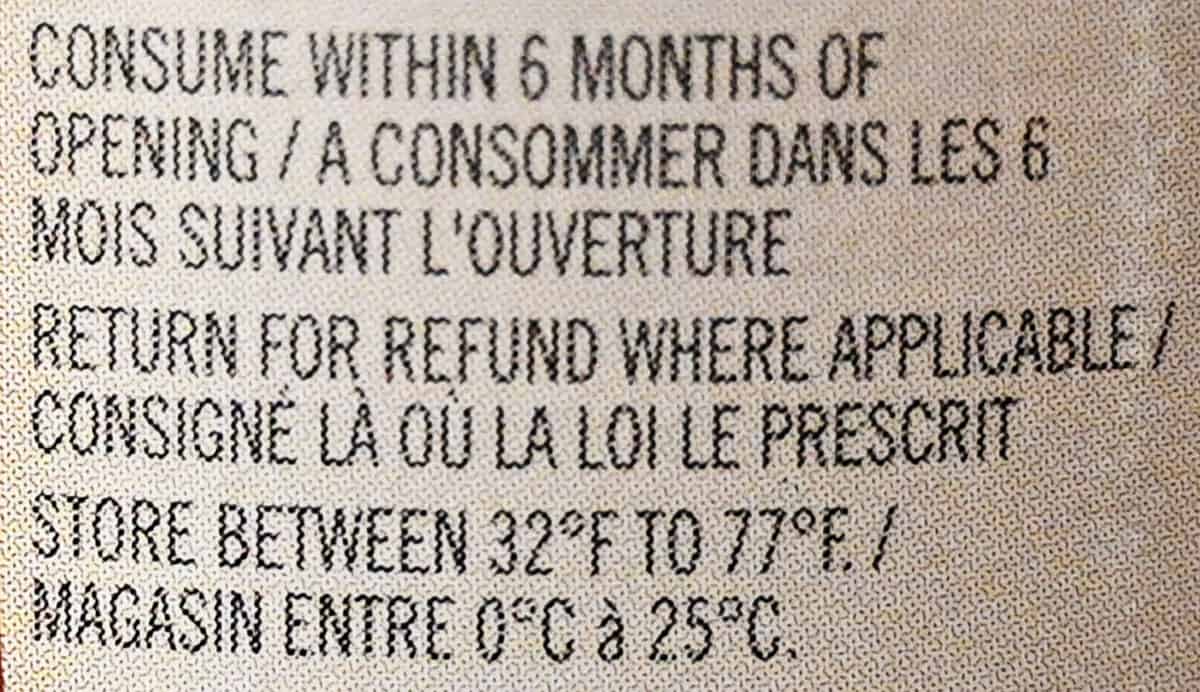 CONSUME WITHIN 6 MONTHS OF
OPENING / A CONSOMMER DANS LES 6
MOIS SUIVANT L'OUVERTURE
RETURN FOR REFUND WHERE APPLICABLE /
CONSIGNÉ LÀ OÙ LA LOI LE PRESCRIT
STORE BETWEEN 32°F TO 77°F. /
MAGASIN ENTRE 0°C à 25°C.